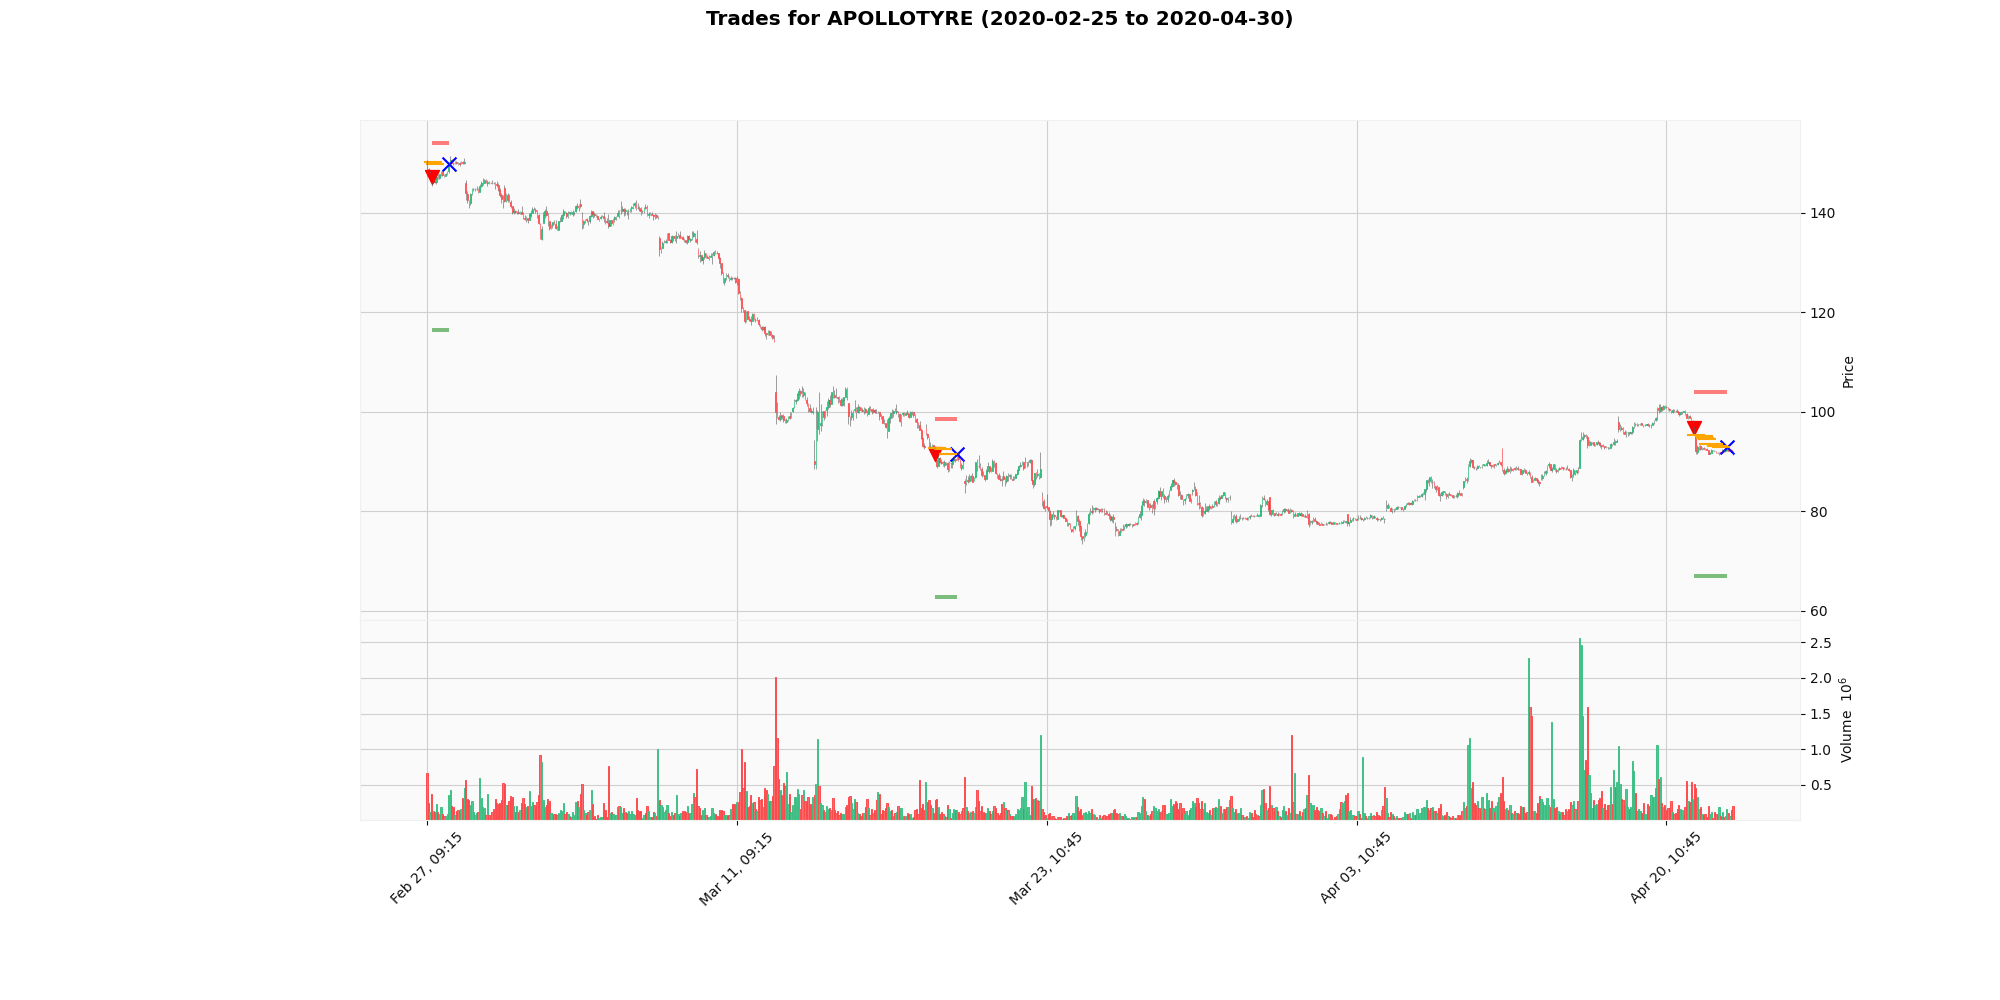 Trades for APOLLOTYRE (2020-02-25 to 2020-04-30)
140
120
100
80
60
Price
2.5
2.0
1.5
1.0
0.5
Volume 10⁶
Feb 27, 09:15
Mar 11, 09:15
Mar 23, 10:45
Apr 03, 10:45
Apr 20, 10:45